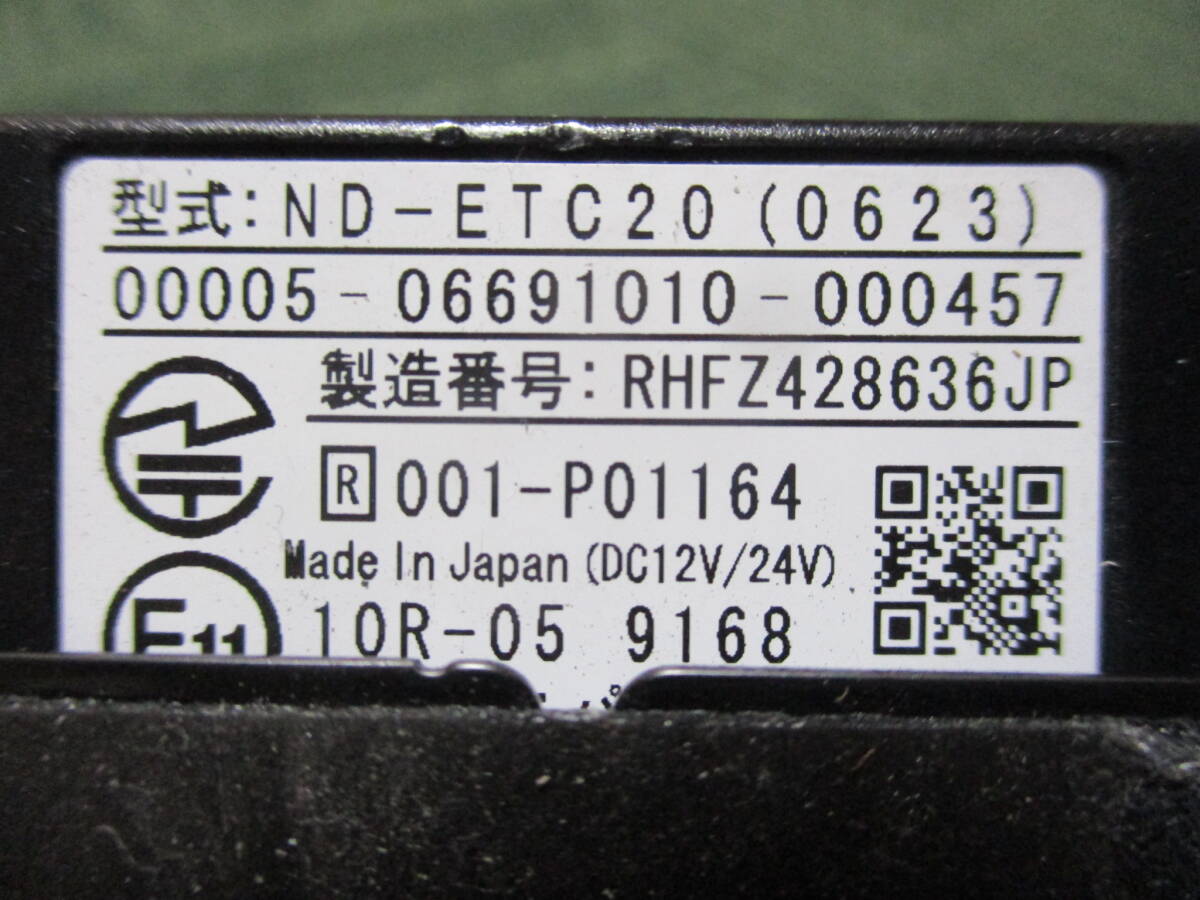 型式: ND-ETC20(0623)
00005-06691010-000457
製造番号: RHFZ428636JP
R 001-P01164
Made In Japan (DC12V/24V)
E11 10R-05 9168